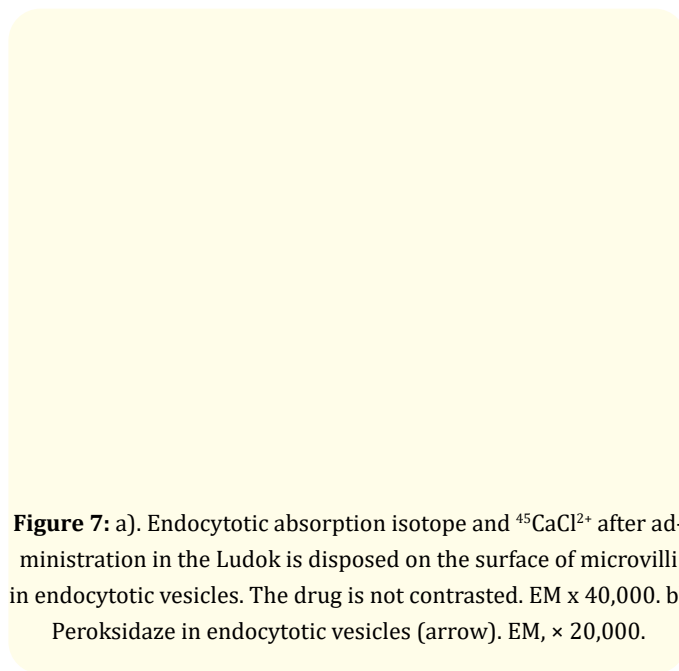 Figure 7: a). Endocytotic absorption isotope and ⁴⁵CaCl²⁺ after ad-
ministration in the Ludok is disposed on the surface of microvilli
in endocytotic vesicles. The drug is not contrasted. EM x 40,000. b
Peroksidaze in endocytotic vesicles (arrow). EM, × 20,000.